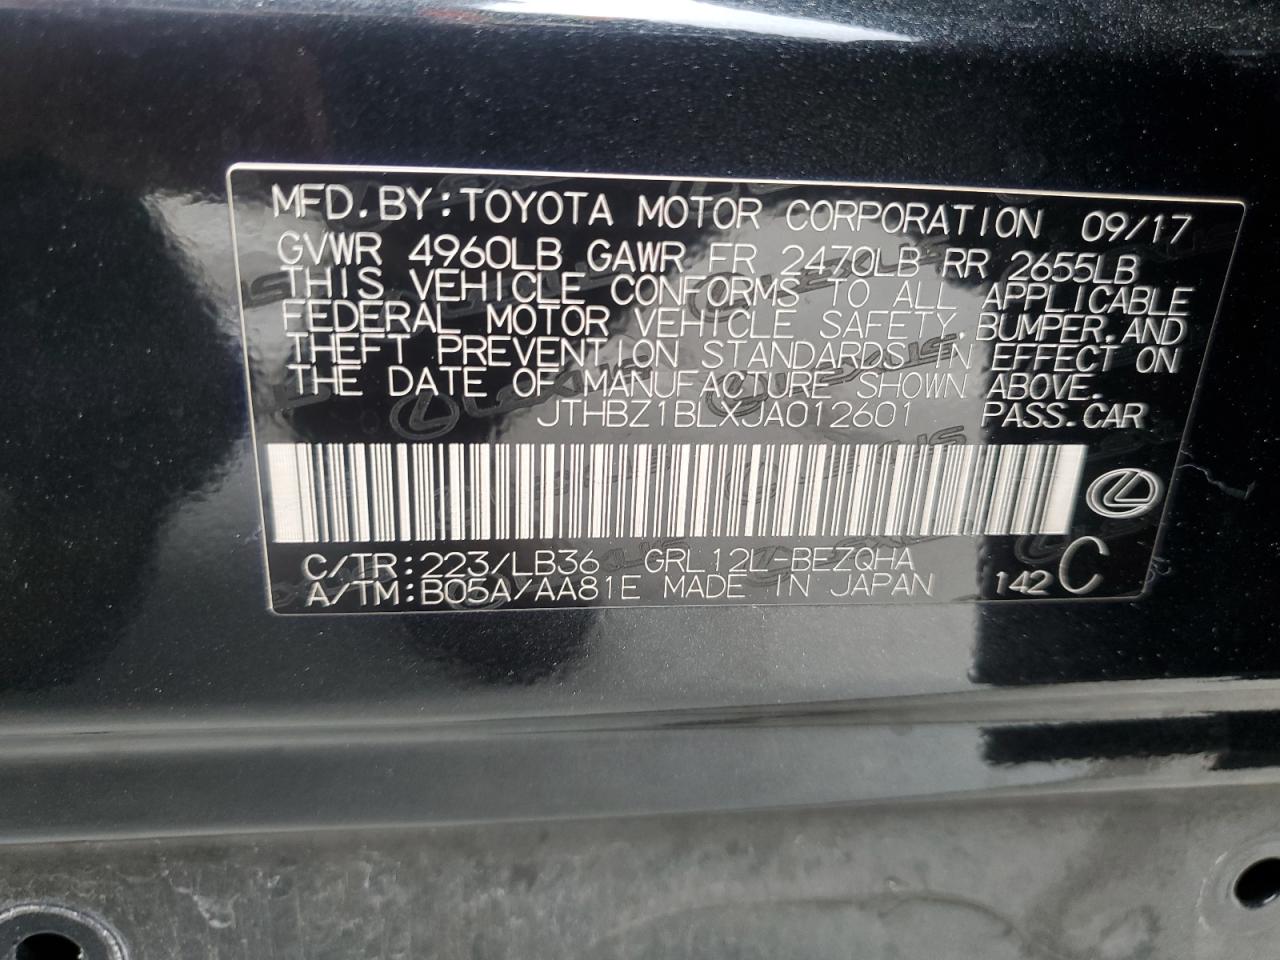 MFD.BY:TOYOTA MOTOR CORPORATION 09/17
GVWR 4960LB GAWR FR 2470LB RR 2655LB
THIS VEHICLE CONFORMS TO ALL APPLICABLE
FEDERAL MOTOR VEHICLE SAFETY,BUMPER,AND
THEFT PREVENTION STANDARDS IN EFFECT ON
THE DATE OF MANUFACTURE SHOWN ABOVE.
JTHBZ1BLXJA012601 PASS.CAR
C/TR:223/LB36 GRL12L-BEZQHA
A/TM:B05A/AA81E MADE IN JAPAN 142 C